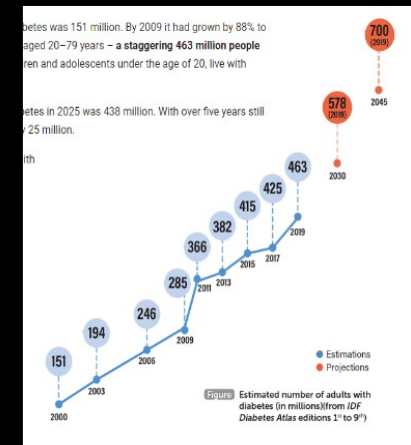 betes was 151 million. By 2009 it had grown by 88% to
aged 20–79 years – a staggering 463 million people
ren and adolescents under the age of 20, live with
betes in 2025 was 438 million. With over five years still
25 million.
ith
700
(2019)
2045
578
(2019)
2030
463
2019
425
2017
415
2015
382
2013
366
2011
285
2009
246
2006
194
2003
151
2000
Estimations
Projections
Figure Estimated number of adults with
diabetes (in millions)(from IDF
Diabetes Atlas editions 1st to 9th)